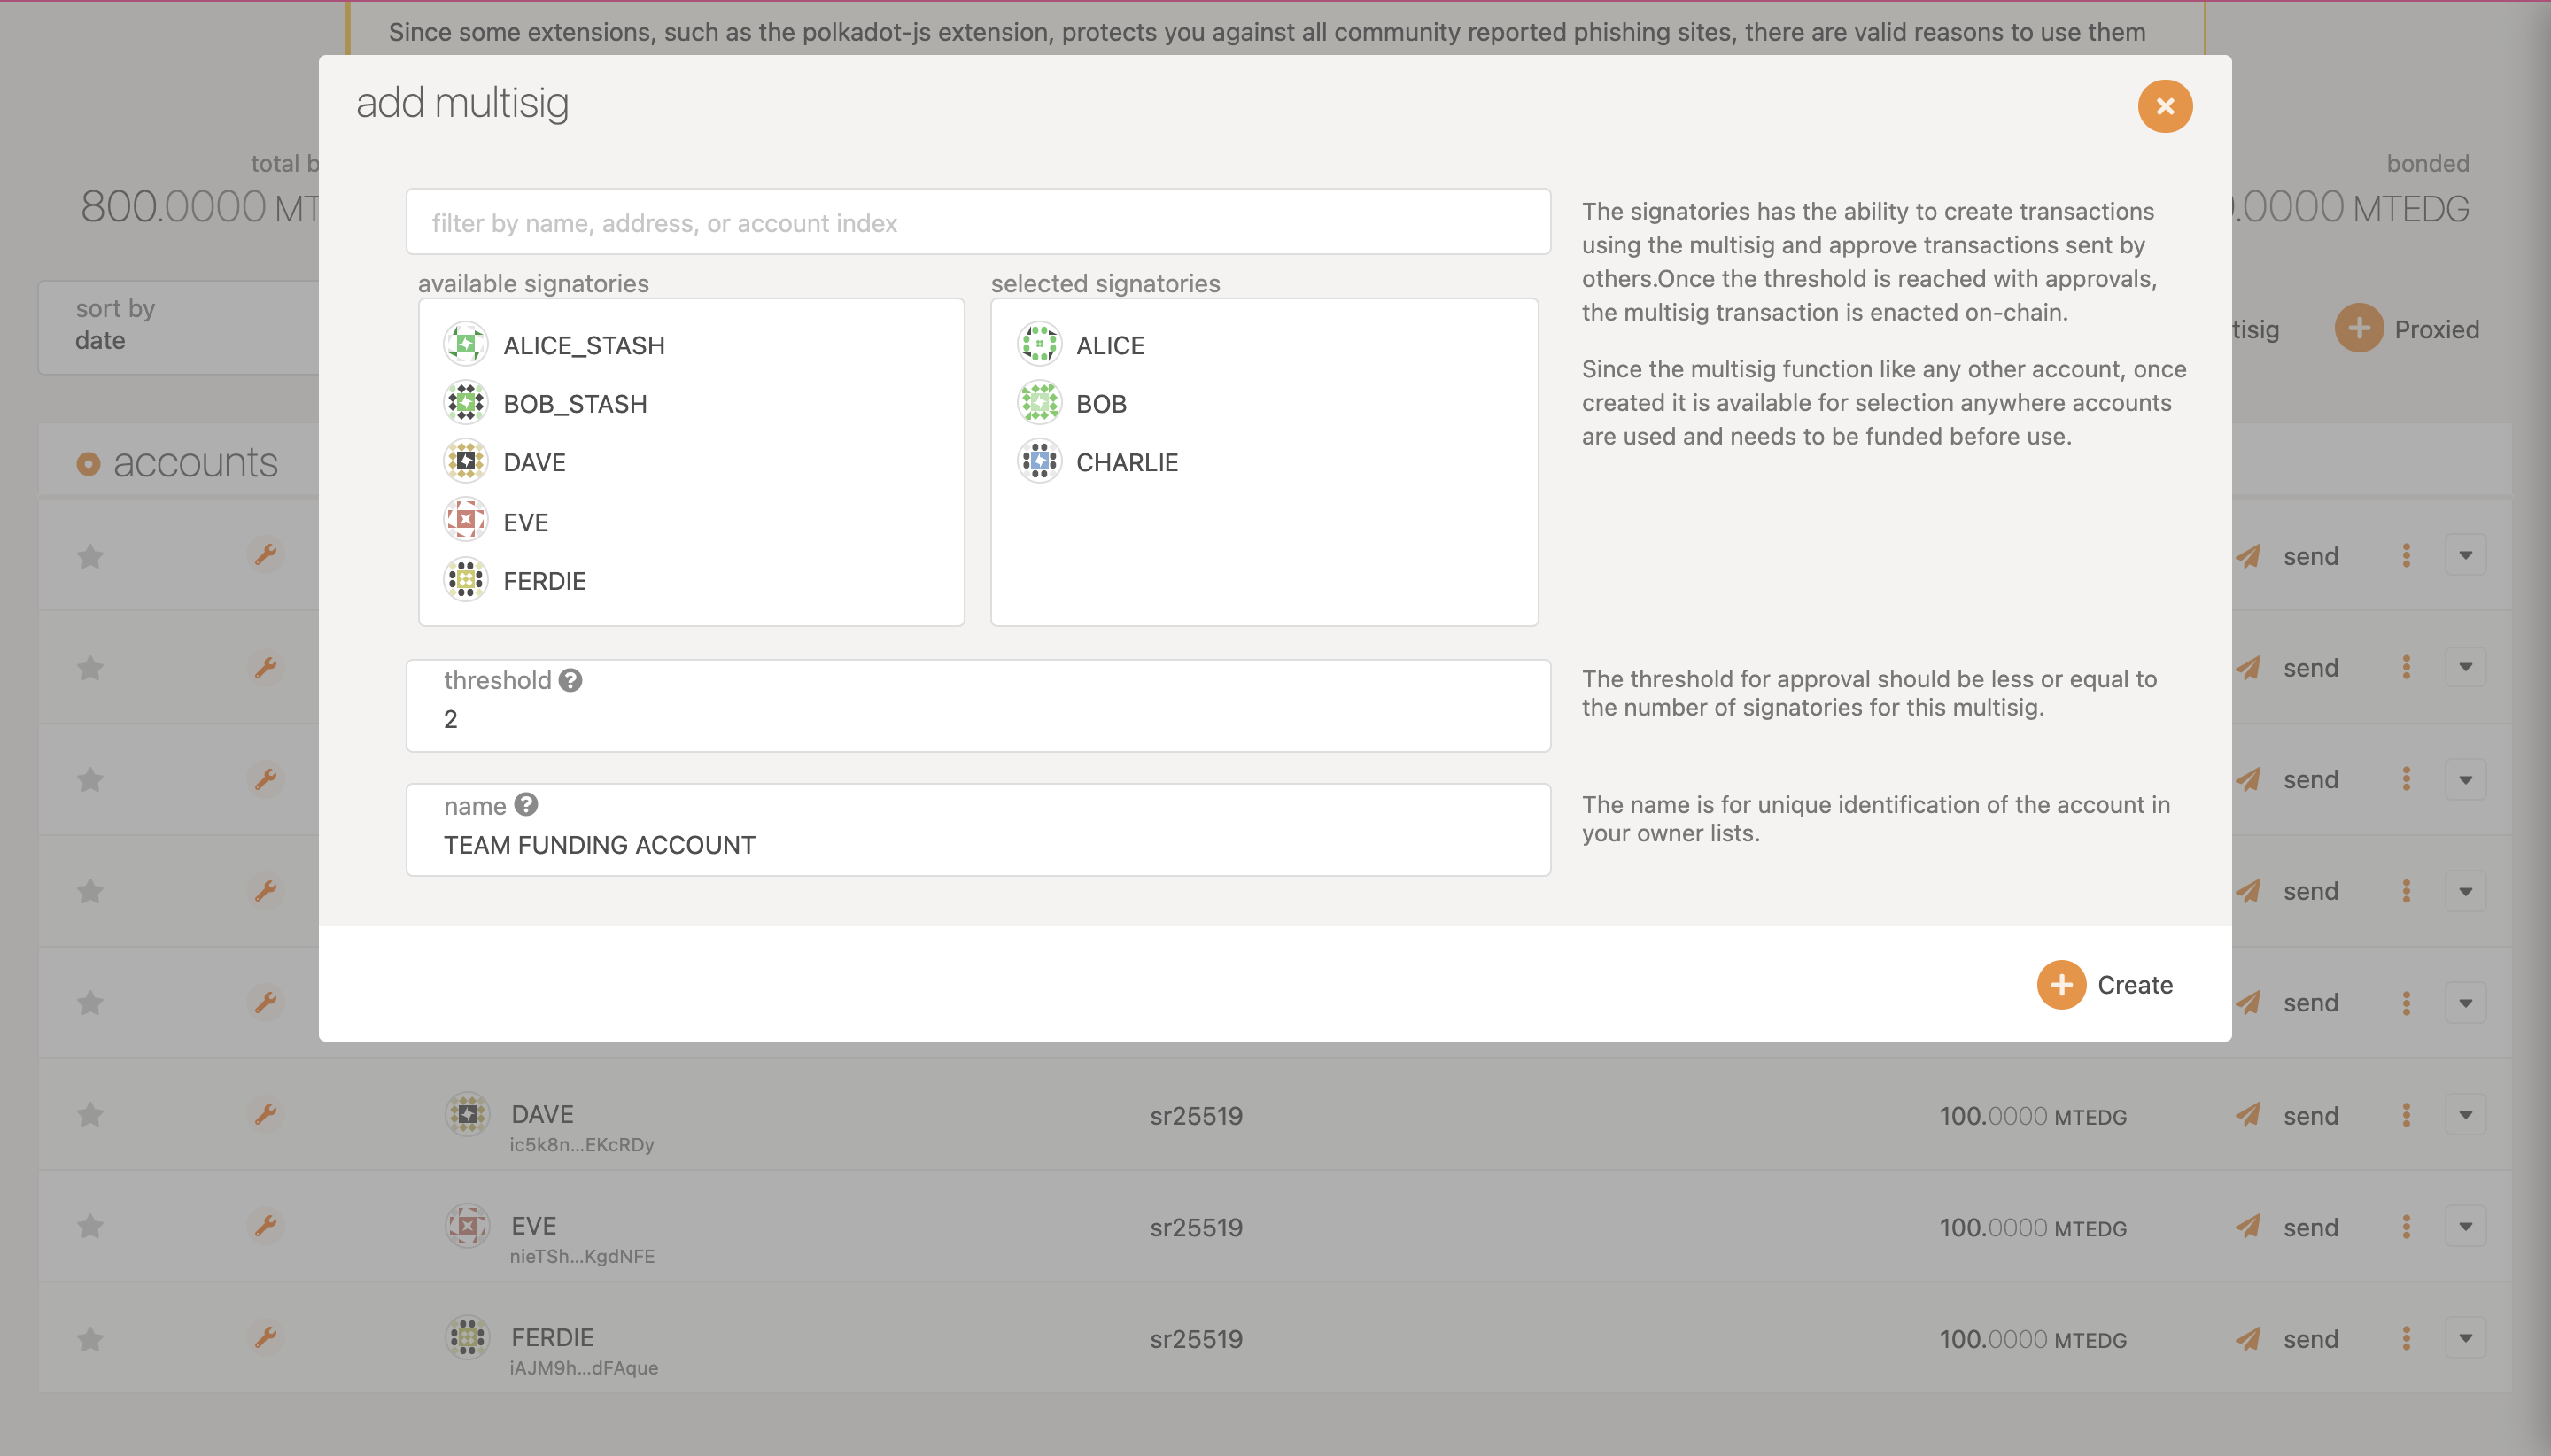 Since some extensions, such as the polkadot-js extension, protects you against all community reported phishing sites, there are valid reasons to use them
add multisig
total
bonded
800.0000
.0000 MTEDG
filter by name, address, or account index
The signatories has the ability to create transactions
using the multisig and approve transactions sent by
others.Once the threshold is reached with approvals,
the multisig transaction is enacted on-chain.
available signatories
selected signatories
sort by
date
ALICE_STASH
BOB_STASH
DAVE
EVE
FERDIE
ALICE
BOB
CHARLIE
Since the multisig function like any other account, once
created it is available for selection anywhere accounts
are used and needs to be funded before use.
tisig
Proxied
accounts
send
send
send
send
send
threshold
2
The threshold for approval should be less or equal to
the number of signatories for this multisig.
name
TEAM FUNDING ACCOUNT
The name is for unique identification of the account in
your owner lists.
Create
DAVE
ic5k8n...EKcRDy
sr25519
100.0000 MTEDG
send
EVE
nieTSh...KgdNFE
sr25519
100.0000 MTEDG
send
FERDIE
iAJM9h...dFAque
sr25519
100.0000 MTEDG
send